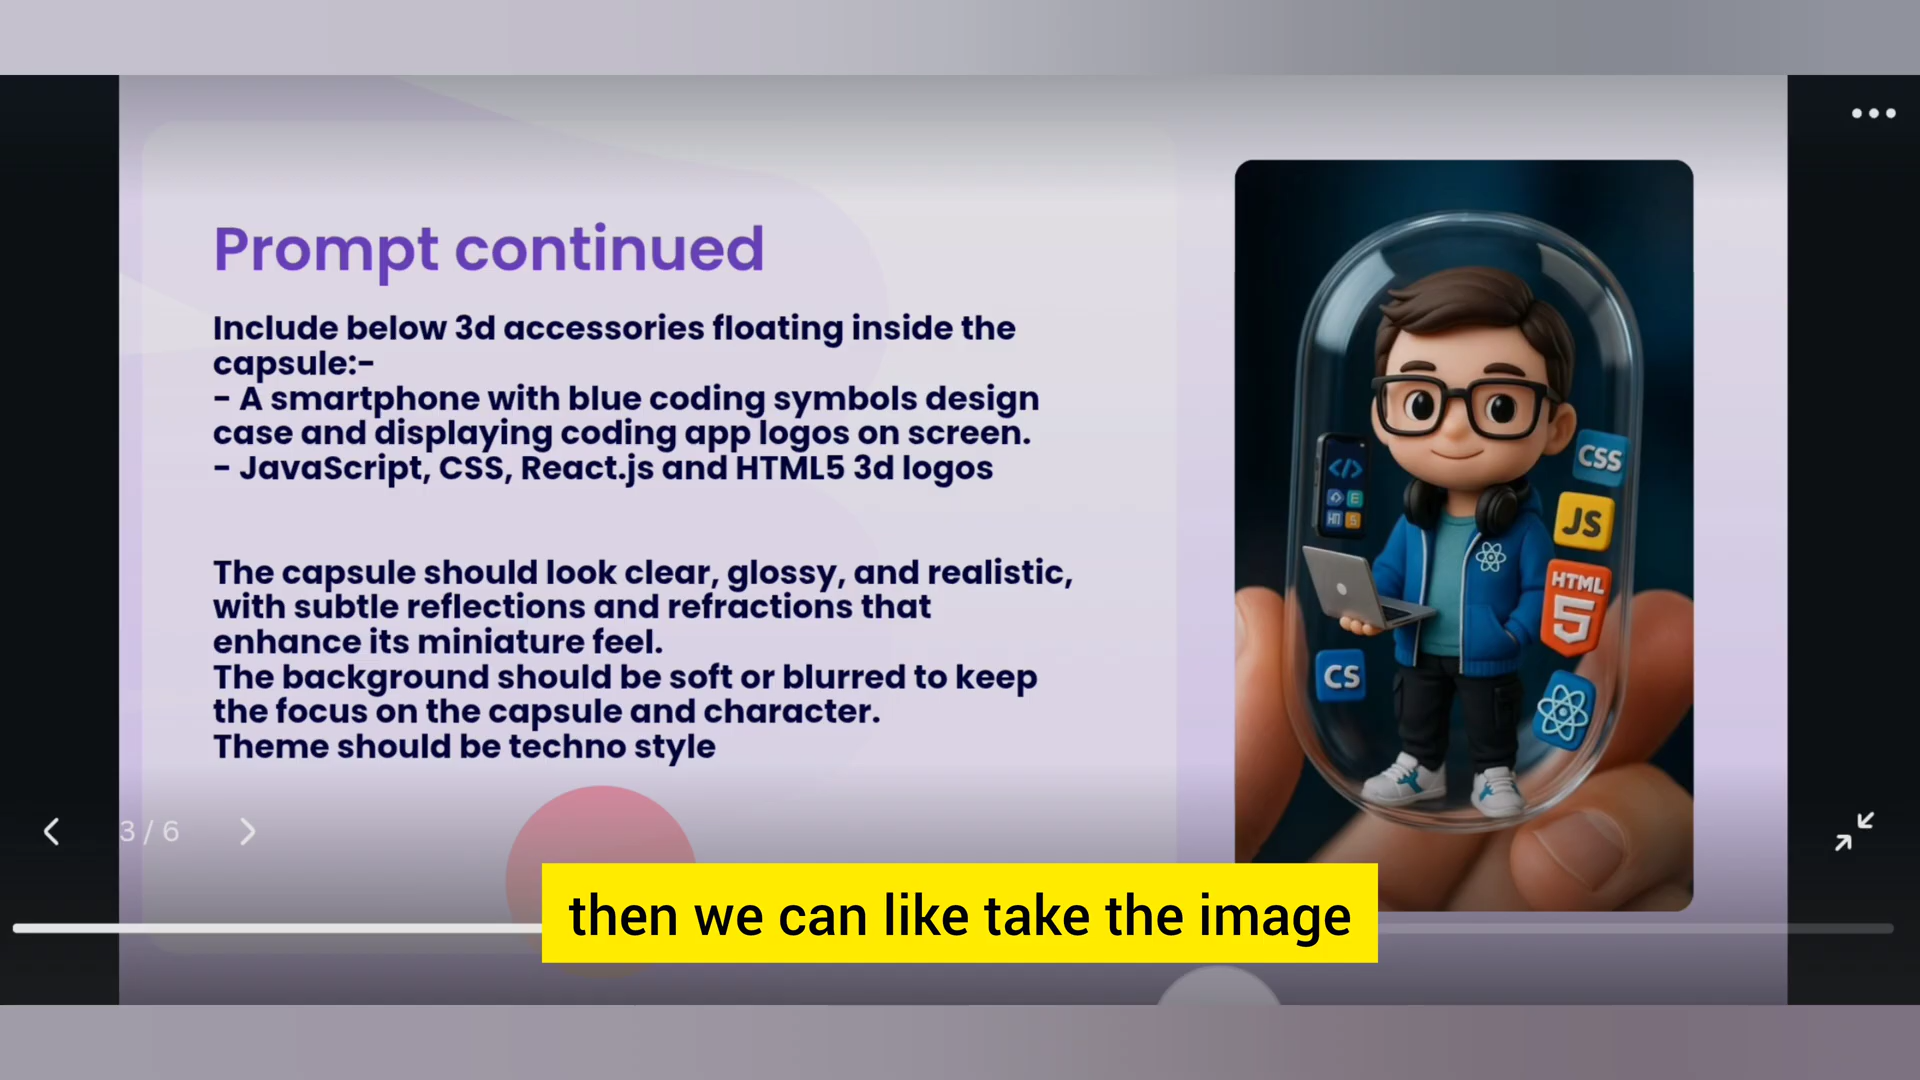 Prompt continued
Include below 3d accessories floating inside the
capsule:-
- A smartphone with blue coding symbols design
case and displaying coding app logos on screen.
- JavaScript, CSS, React.js and HTML5 3d logos
The capsule should look clear, glossy, and realistic,
with subtle reflections and refractions that
enhance its miniature feel.
The background should be soft or blurred to keep
the focus on the capsule and character.
Theme should be techno style
</>
CSS
JS
HTML
5
CS
3 / 6
then we can like take the image